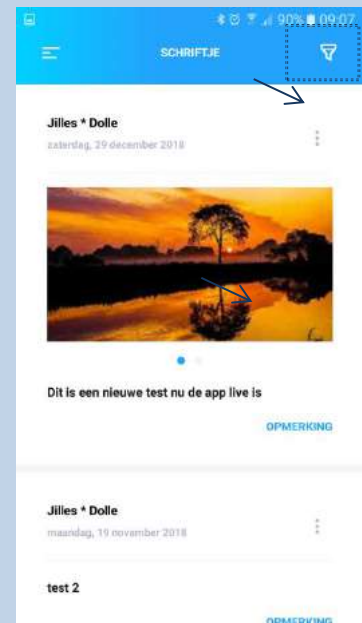 90% 09:07
SCHRIFTJE
Jilles * Dolle
zaterdag, 29 december 2018
Dit is een nieuwe test nu de app live is
OPMERKING
Jilles * Dolle
maandag, 19 november 2018
test 2
OPMERKING